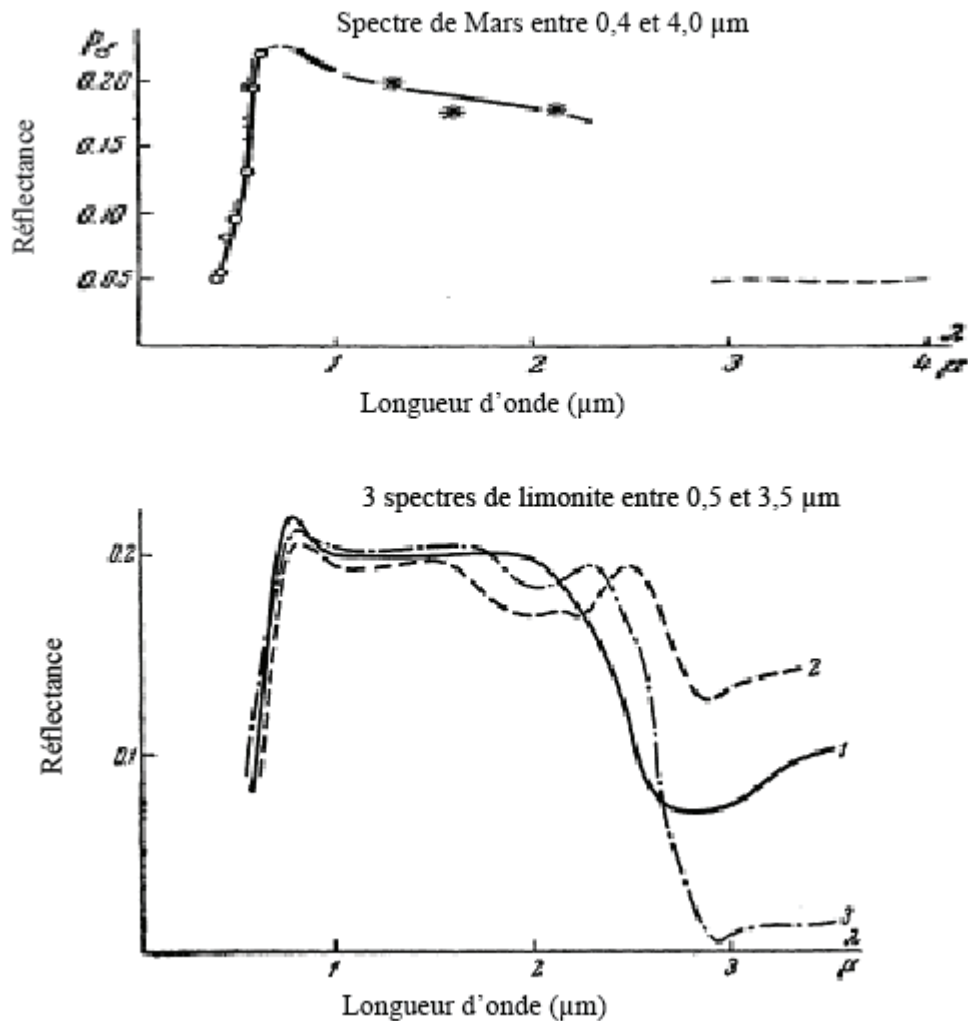 Spectre de Mars entre 0,4 et 4,0 µm
Réflectance
0.20
0.15
0.10
0.05
1
2
3
4
λ
µ
Longueur d’onde (µm)
3 spectres de limonite entre 0,5 et 3,5 µm
Réflectance
0.2
0.1
2
1
3
λ
1
2
3
µ
Longueur d’onde (µm)